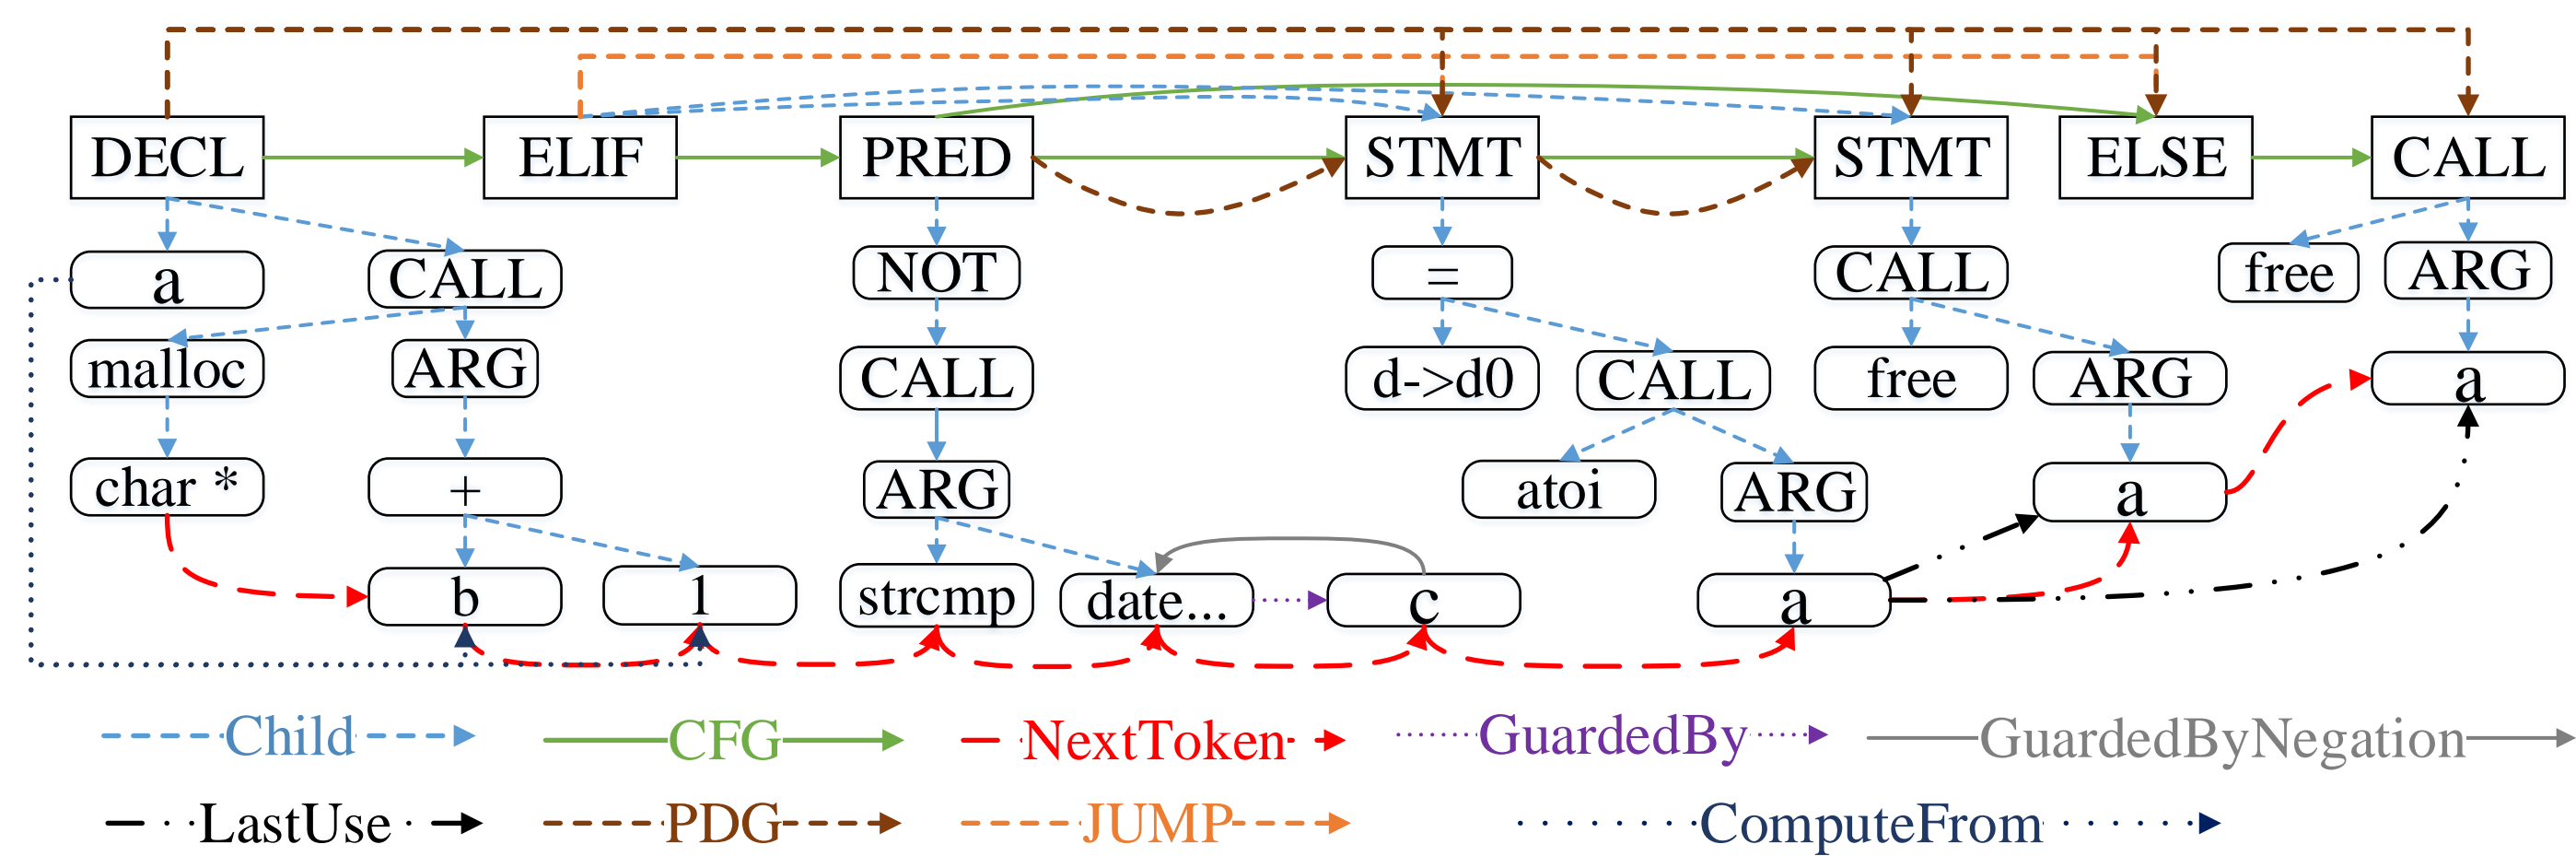 DECL ELIF PRED STMT STMT ELSE CALL
a CALL NOT = CALL free ARG
malloc ARG CALL d->d0 CALL free ARG a
char * + ARG atoi ARG a
b 1 strcmp date... c a
Child CFG NextToken GuardedBy GuardedByNegation
LastUse PDG JUMP ComputeFrom